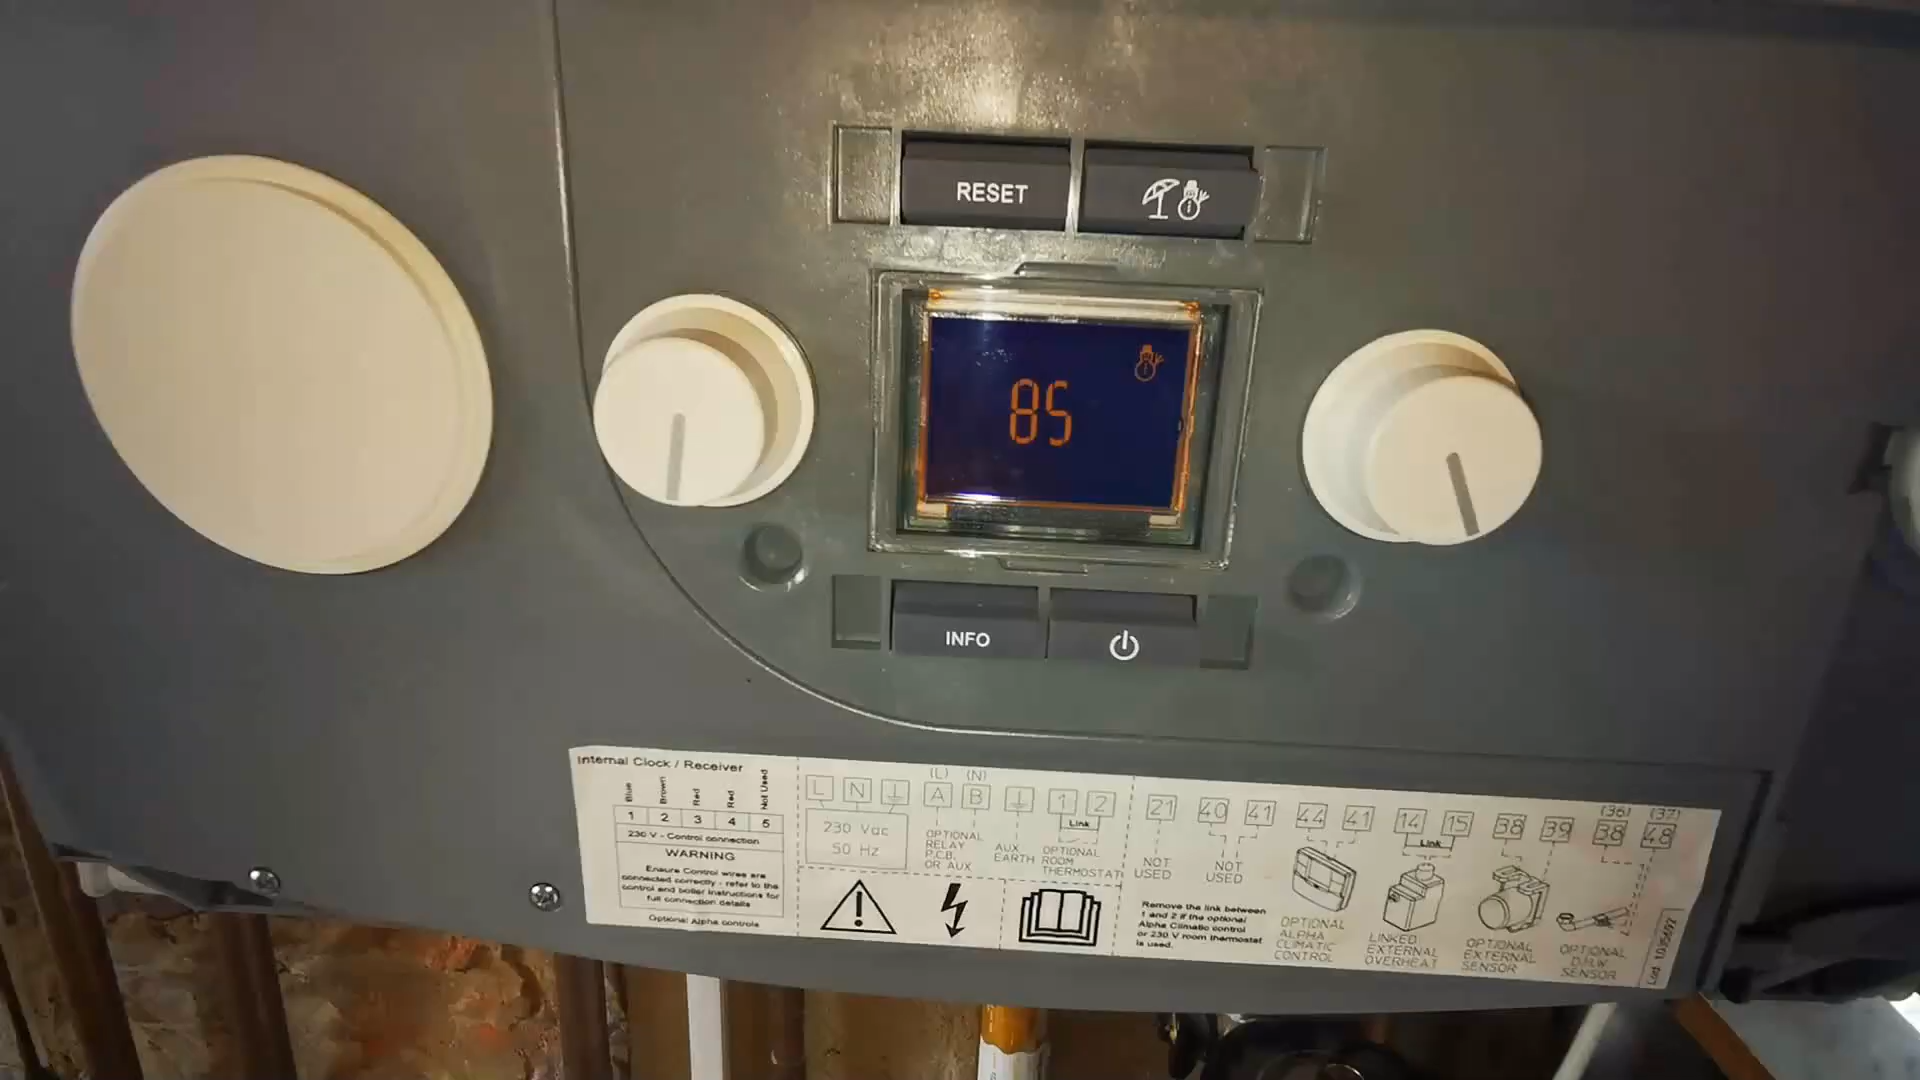 RESET
85
INFO
Internal Clock / Receiver
Blue
Brown
Red
Red
Not Used
1 2 3 4 5
230 V - Control connection
WARNING
Ensure Control wires are
connected correctly - refer to the
control and boiler instructions for
full connection details
Optional Alpha controls
(L) (N)
L N A B 1 2
Link
230 Vac
50 Hz
OPTIONAL
RELAY
P.C.B.
OR AUX
AUX
EARTH
OPTIONAL
ROOM
THERMOSTAT
(36) (37)
21 40 41 44 41 14 15 38 39 38 48
Link
NOT
USED
NOT
USED
Remove the link between
1 and 2 if the optional
Alpha Climatic control
or 230 V room thermostat
is used.
OPTIONAL
ALPHA
CLIMATIC
CONTROL
LINKED
EXTERNAL
OVERHEAT
OPTIONAL
EXTERNAL
SENSOR
OPTIONAL
D.H.W.
SENSOR